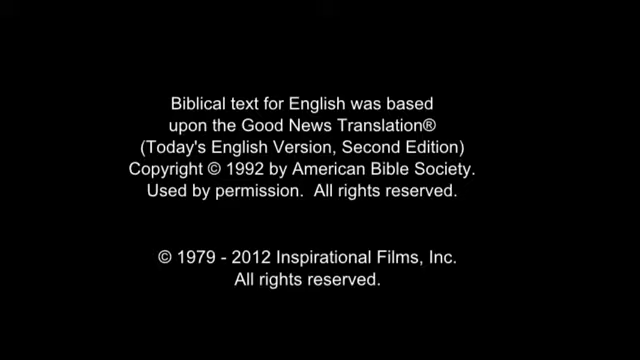 Biblical text for English was based
upon the Good News Translation®
(Today's English Version, Second Edition)
Copyright © 1992 by American Bible Society.
Used by permission.  All rights reserved.
© 1979 - 2012 Inspirational Films, Inc.
All rights reserved.